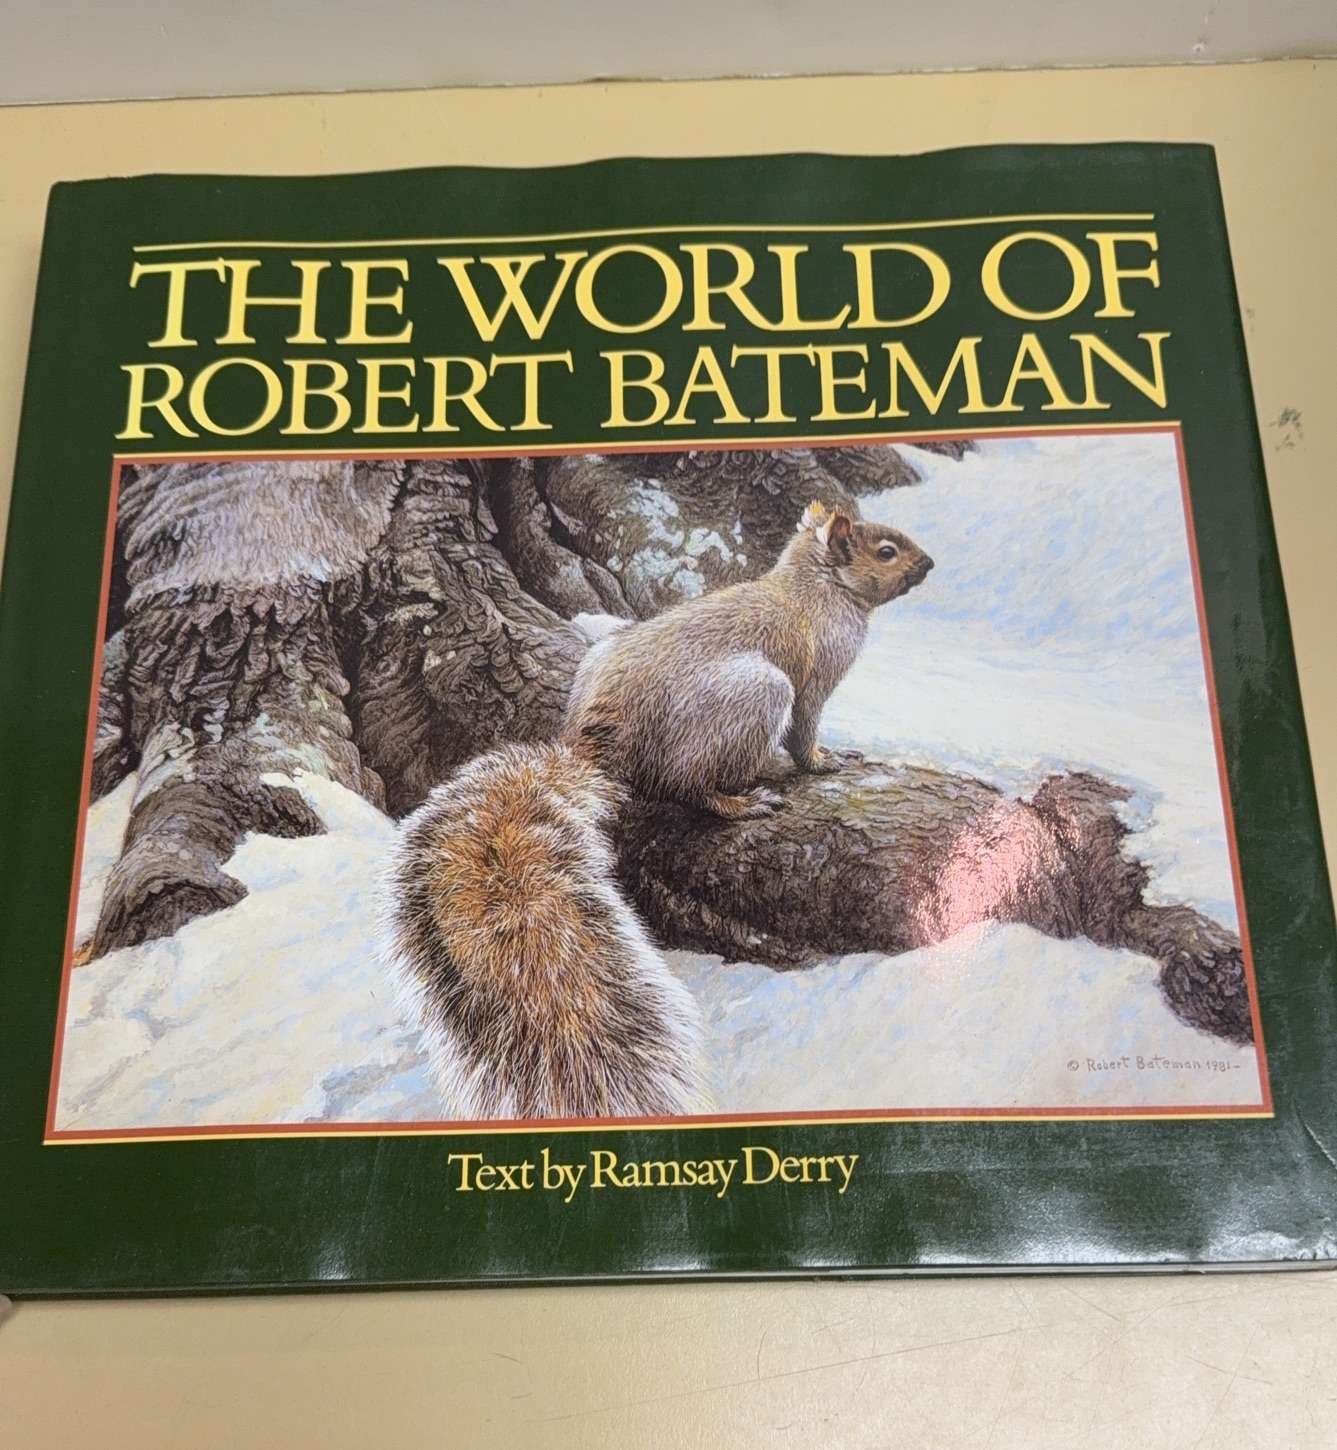 THE WORLD OF
ROBERT BATEMAN
© Robert Bateman 1981-
Text by Ramsay Derry